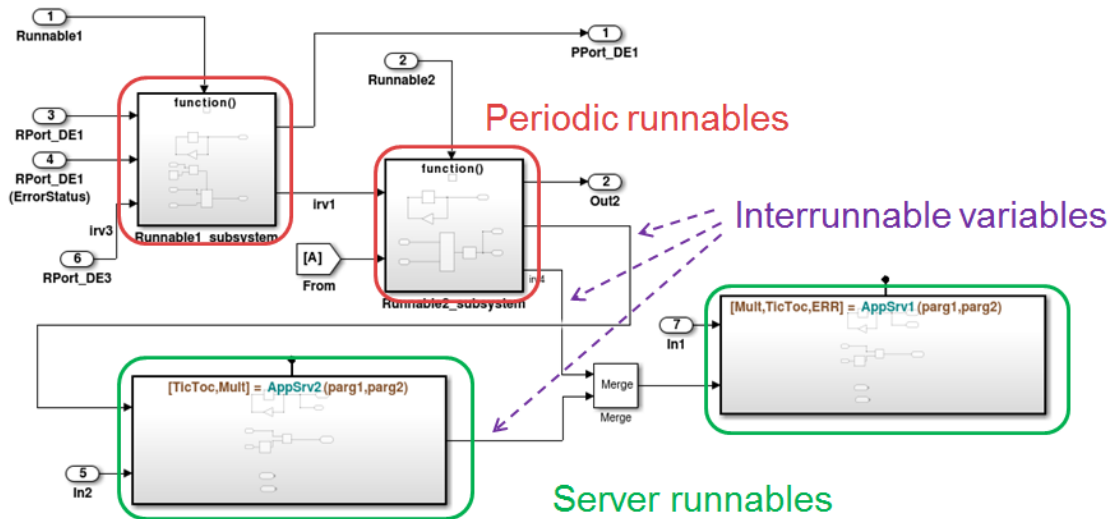 1
Runnable1
1
PPort_DE1
2
Runnable2
function()
3
RPort_DE1
4
RPort_DE1
(ErrorStatus)
irv3
6
RPort_DE3
Runnable1_subsystem
Periodic runnables
function()
irv1
2
Out2
[A]
From
Runnable2_subsystem
Interrunnable variables
[Mult,TicToc,ERR] = AppSrv1(parg1,parg2)
7
In1
Merge
Merge
[TicToc,Mult] = AppSrv2(parg1,parg2)
5
In2
Server runnables